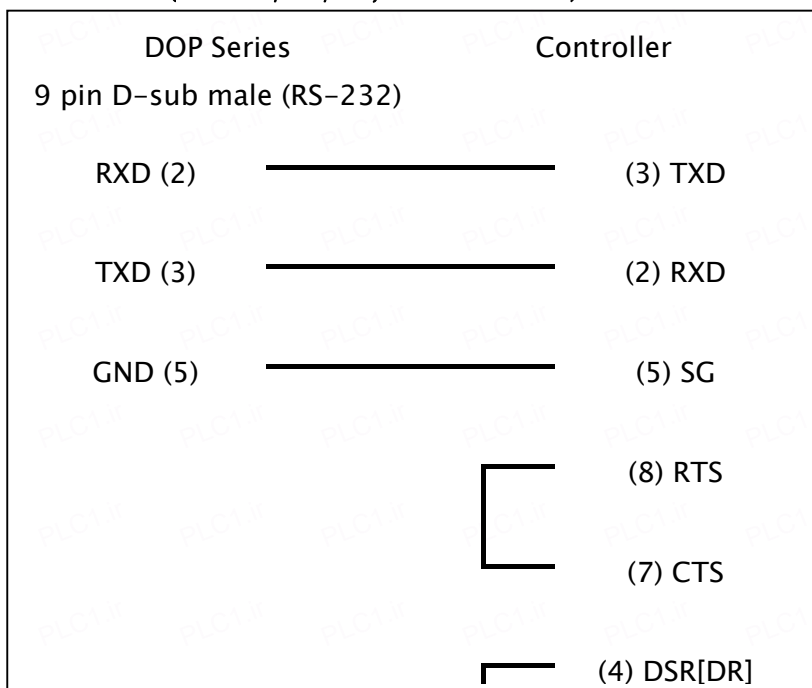 DOP Series Controller
9 pin D-sub male (RS-232)
RXD (2) (3) TXD
TXD (3) (2) RXD
GND (5) (5) SG
(8) RTS
(7) CTS
(4) DSR[DR]